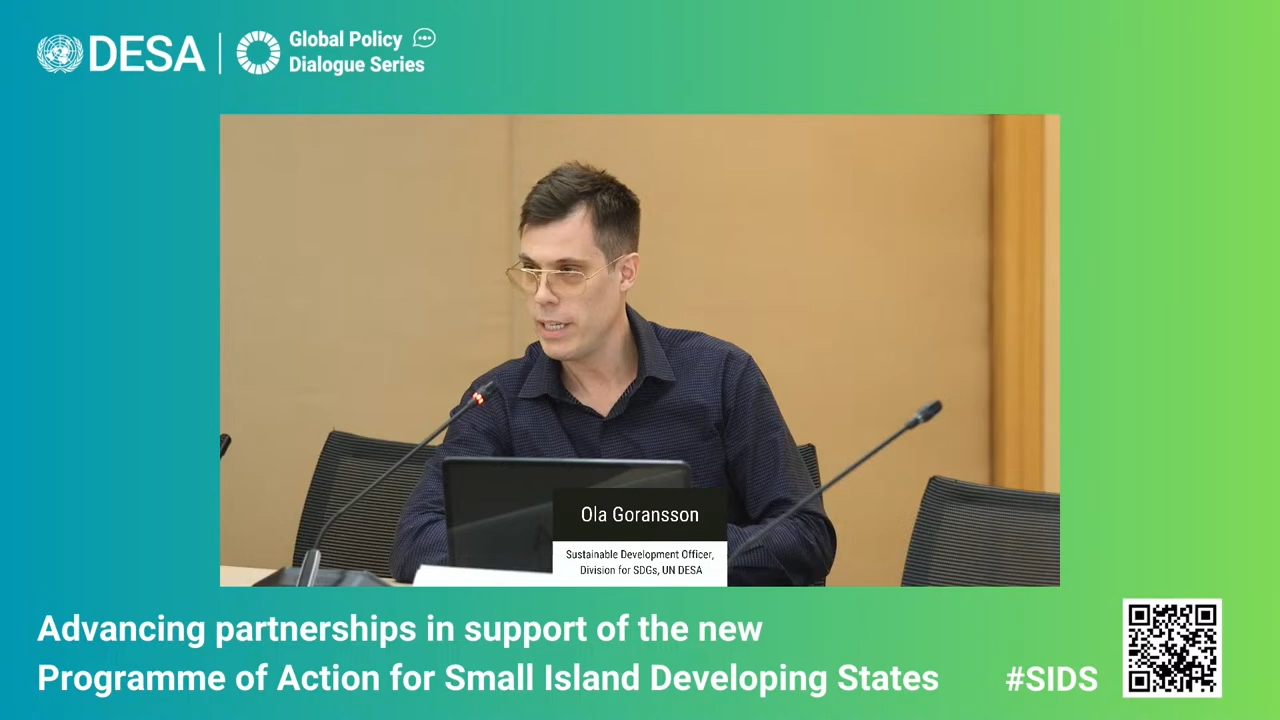 DESA
Global Policy
Dialogue Series
Ola Goransson
Sustainable Development Officer,
Division for SDGs, UN DESA
Advancing partnerships in support of the new
Programme of Action for Small Island Developing States
#SIDS